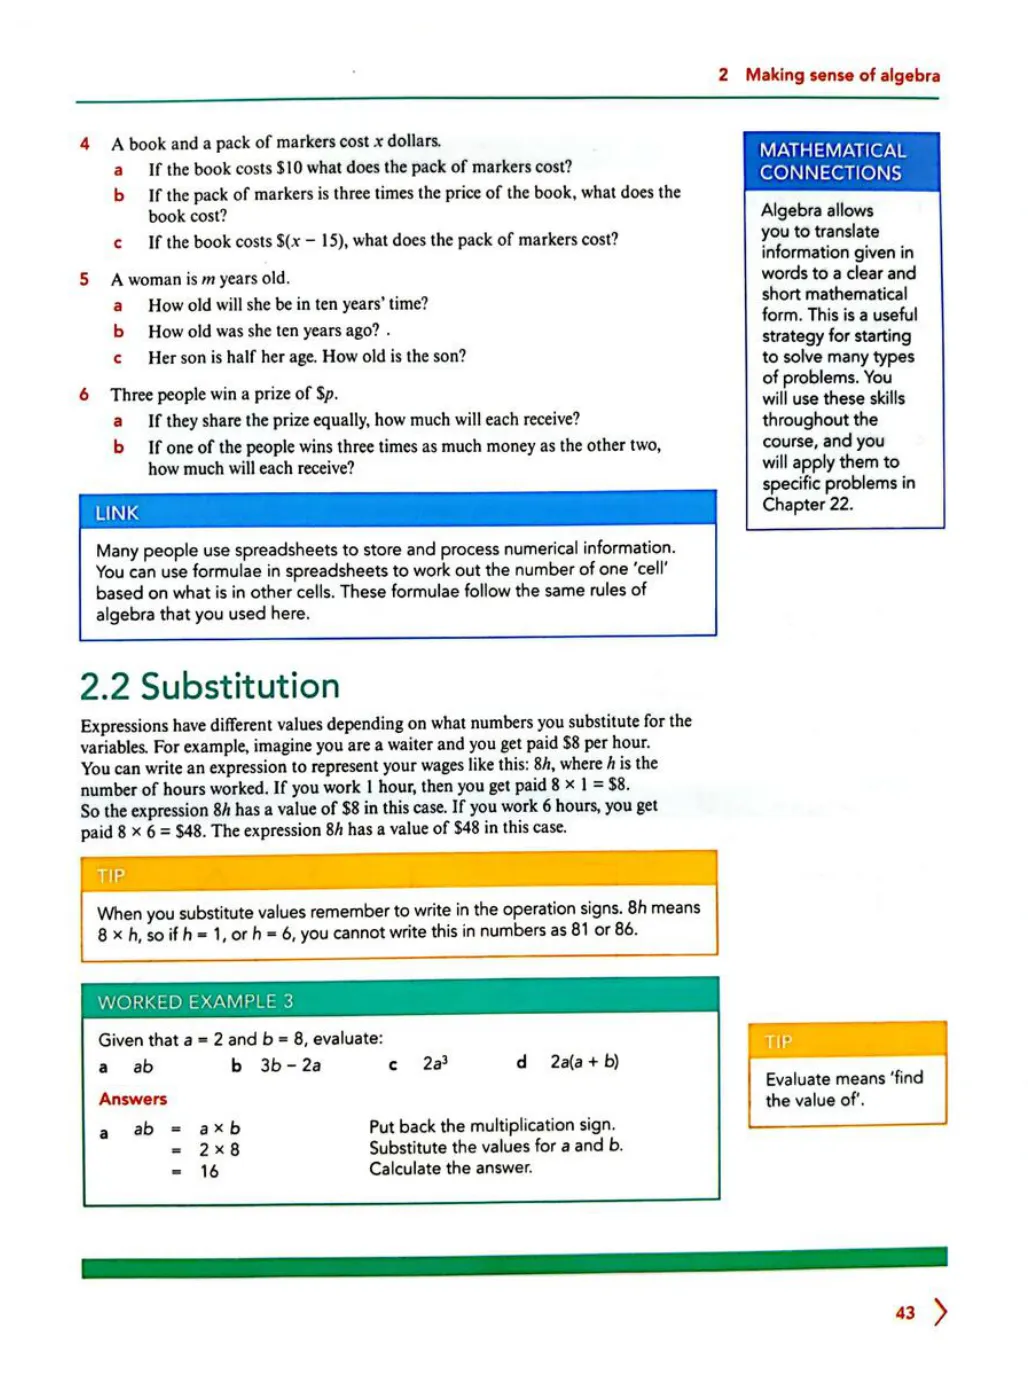 2 Making sense of algebra
4 A book and a pack of markers cost x dollars.
a If the book costs $10 what does the pack of markers cost?
b If the pack of markers is three times the price of the book, what does the
book cost?
c If the book costs $(x − 15), what does the pack of markers cost?
5 A woman is m years old.
a How old will she be in ten years' time?
b How old was she ten years ago? .
c Her son is half her age. How old is the son?
6 Three people win a prize of $p.
a If they share the prize equally, how much will each receive?
b If one of the people wins three times as much money as the other two,
how much will each receive?
MATHEMATICAL
CONNECTIONS
Algebra allows
you to translate
information given in
words to a clear and
short mathematical
form. This is a useful
strategy for starting
to solve many types
of problems. You
will use these skills
throughout the
course, and you
will apply them to
specific problems in
Chapter 22.
LINK
Many people use spreadsheets to store and process numerical information.
You can use formulae in spreadsheets to work out the number of one 'cell'
based on what is in other cells. These formulae follow the same rules of
algebra that you used here.
2.2 Substitution
Expressions have different values depending on what numbers you substitute for the
variables. For example, imagine you are a waiter and you get paid $8 per hour.
You can write an expression to represent your wages like this: 8h, where h is the
number of hours worked. If you work 1 hour, then you get paid 8 × 1 = $8.
So the expression 8h has a value of $8 in this case. If you work 6 hours, you get
paid 8 × 6 = $48. The expression 8h has a value of $48 in this case.
TIP
When you substitute values remember to write in the operation signs. 8h means
8 × h, so if h = 1, or h = 6, you cannot write this in numbers as 81 or 86.
WORKED EXAMPLE 3
Given that a = 2 and b = 8, evaluate:
a ab b 3b − 2a c 2a³ d 2a(a + b)
Answers
a ab = a × b Put back the multiplication sign.
= 2 × 8 Substitute the values for a and b.
= 16 Calculate the answer.
TIP
Evaluate means 'find
the value of'.
43 〉